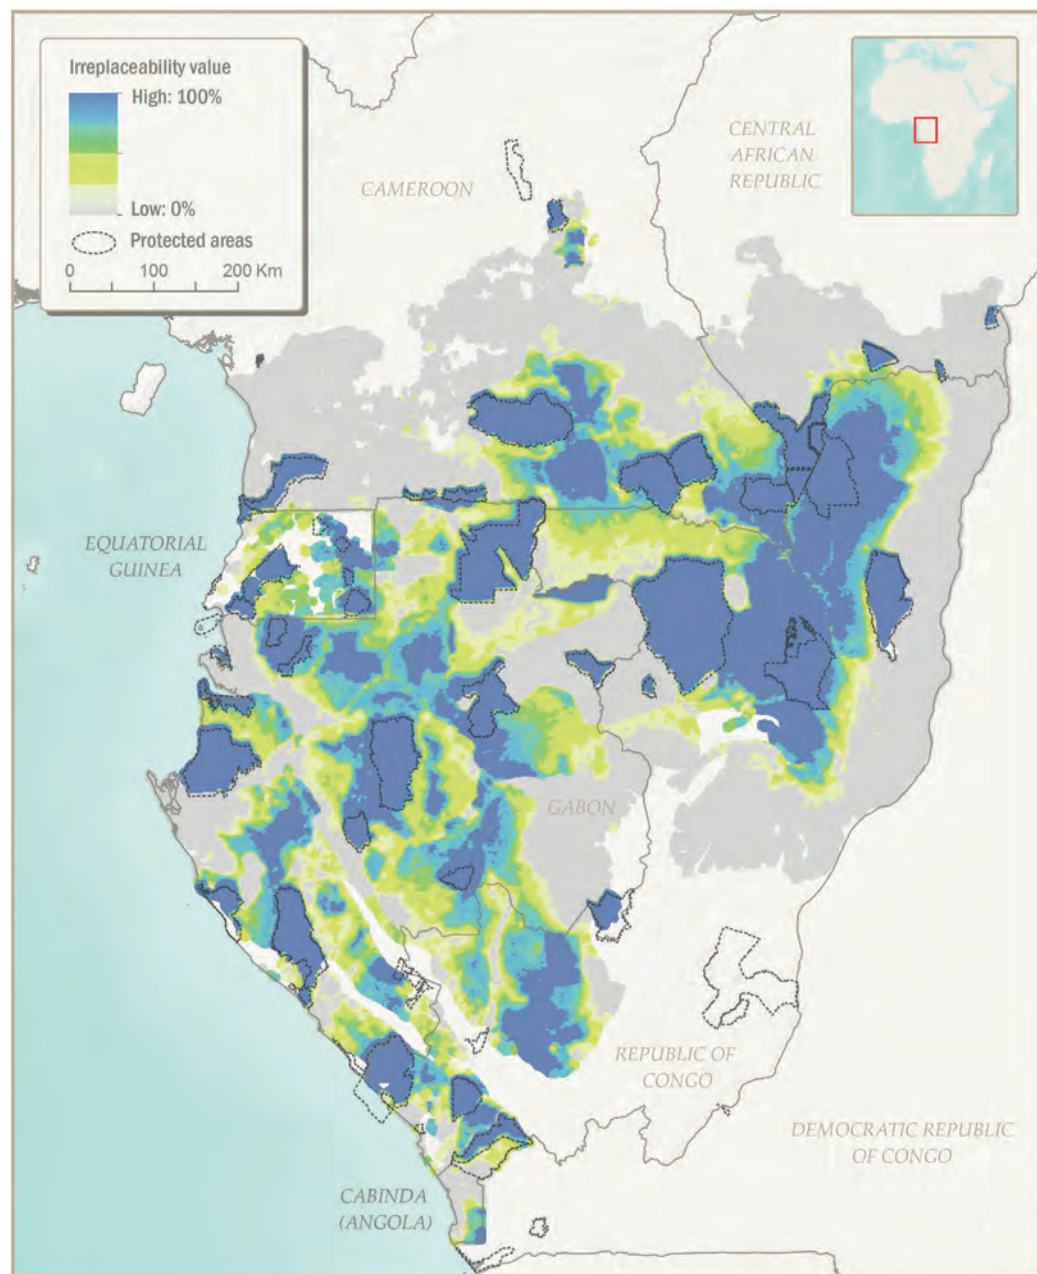 Irreplaceability value
High: 100%
Low: 0%
Protected areas
0 100 200 Km
CAMEROON
CENTRAL
AFRICAN
REPUBLIC
EQUATORIAL
GUINEA
GABON
REPUBLIC OF
CONGO
DEMOCRATIC REPUBLIC
OF CONGO
CABINDA
(ANGOLA)